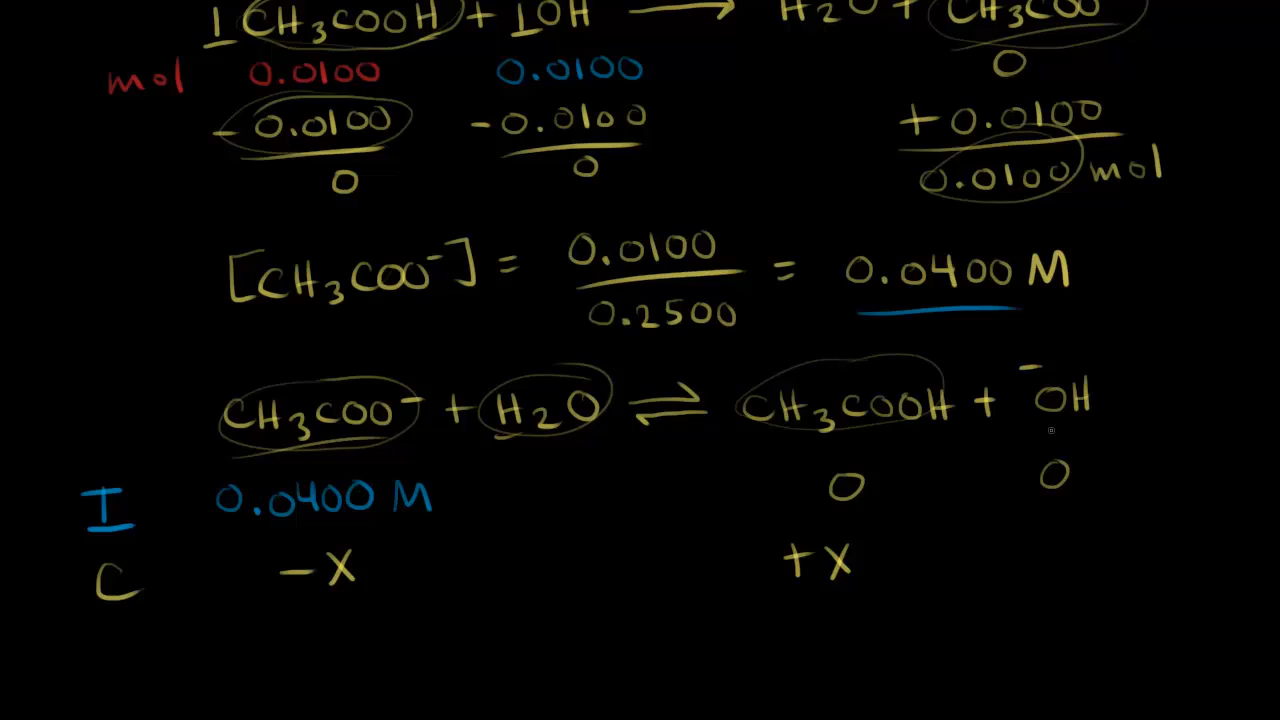 1 CH3COOH + 1 OH ⟶ H2O + CH3COO
mol 0.0100 0.0100 0
- 0.0100 - 0.0100 + 0.0100
0 0 0.0100 mol
[CH3COO⁻] = 0.0100 / 0.2500 = 0.0400 M
CH3COO⁻ + H2O ⇌ CH3COOH + ⁻OH
I 0.0400 M 0 0
C -X +X